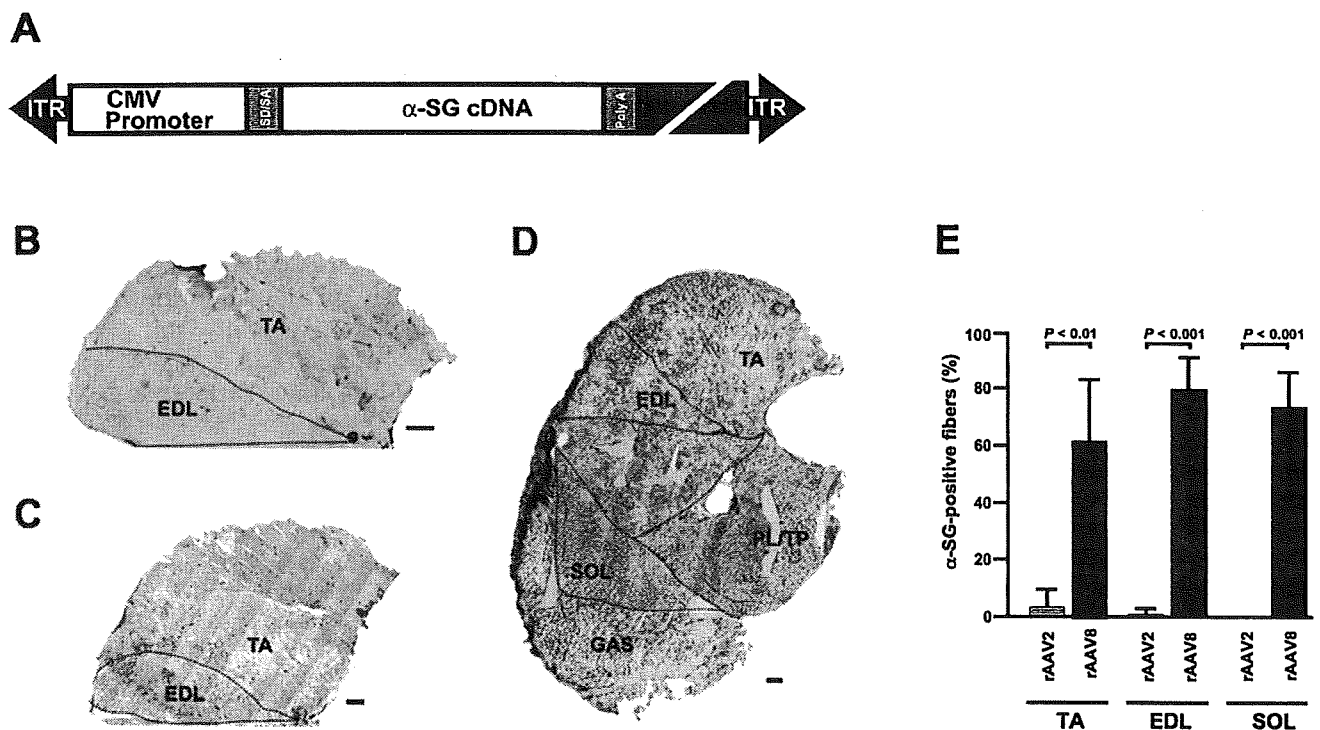 A
ITR
CMV
Promoter
SD/SA
α-SG cDNA
Poly A
ITR
B
TA
EDL
C
TA
EDL
D
TA
EDL
PL/TP
SOL
GAS
E
α-SG-positive fibers (%)
100
80
60
40
20
0
P < 0.01
P < 0.001
P < 0.001
rAAV2
rAAV8
rAAV2
rAAV8
rAAV2
rAAV8
TA
EDL
SOL